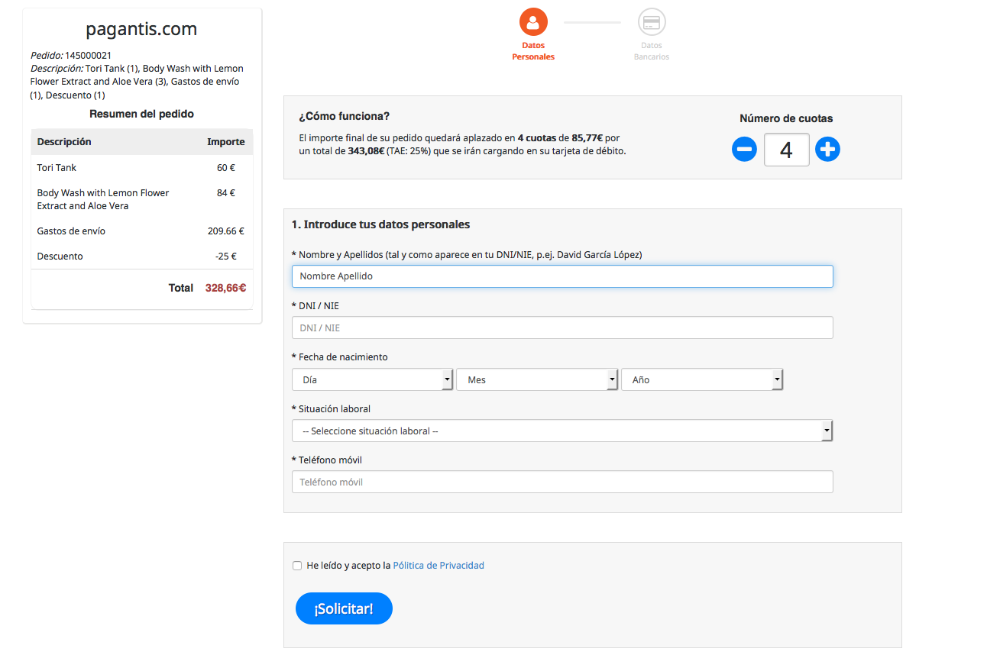 pagantis.com
Pedido: 145000021
Descripción: Tori Tank (1), Body Wash with Lemon
Flower Extract and Aloe Vera (3), Gastos de envío
(1), Descuento (1)
Resumen del pedido
Descripción Importe
Tori Tank 60 €
Body Wash with Lemon Flower 84 €
Extract and Aloe Vera
Gastos de envío 209.66 €
Descuento -25 €
Total 328,66€
Datos
Personales
Datos
Bancarios
¿Cómo funciona?
El importe final de su pedido quedará aplazado en 4 cuotas de 85,77€ por
un total de 343,08€ (TAE: 25%) que se irán cargando en su tarjeta de débito.
Número de cuotas
4
1. Introduce tus datos personales
* Nombre y Apellidos (tal y como aparece en tu DNI/NIE, p.ej. David García López)
Nombre Apellido
* DNI / NIE
DNI / NIE
* Fecha de nacimiento
Día Mes Año
* Situación laboral
-- Seleccione situación laboral --
* Teléfono móvil
Teléfono móvil
He leído y acepto la Pólitica de Privacidad
¡Solicitar!